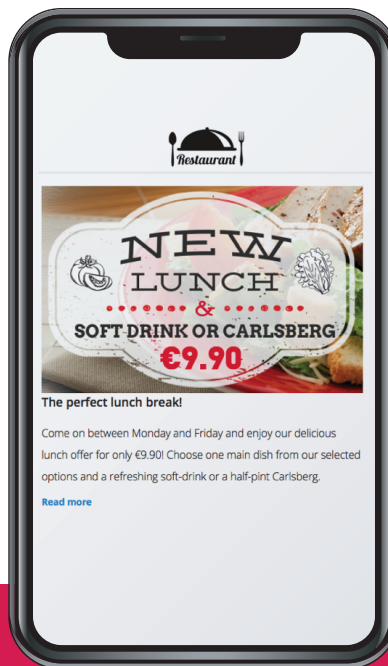 Restaurant
NEW
LUNCH
&
SOFT DRINK OR CARLSBERG
€9.90
The perfect lunch break!
Come on between Monday and Friday and enjoy our delicious
lunch offer for only €9.90! Choose one main dish from our selected
options and a refreshing soft-drink or a half-pint Carlsberg.
Read more